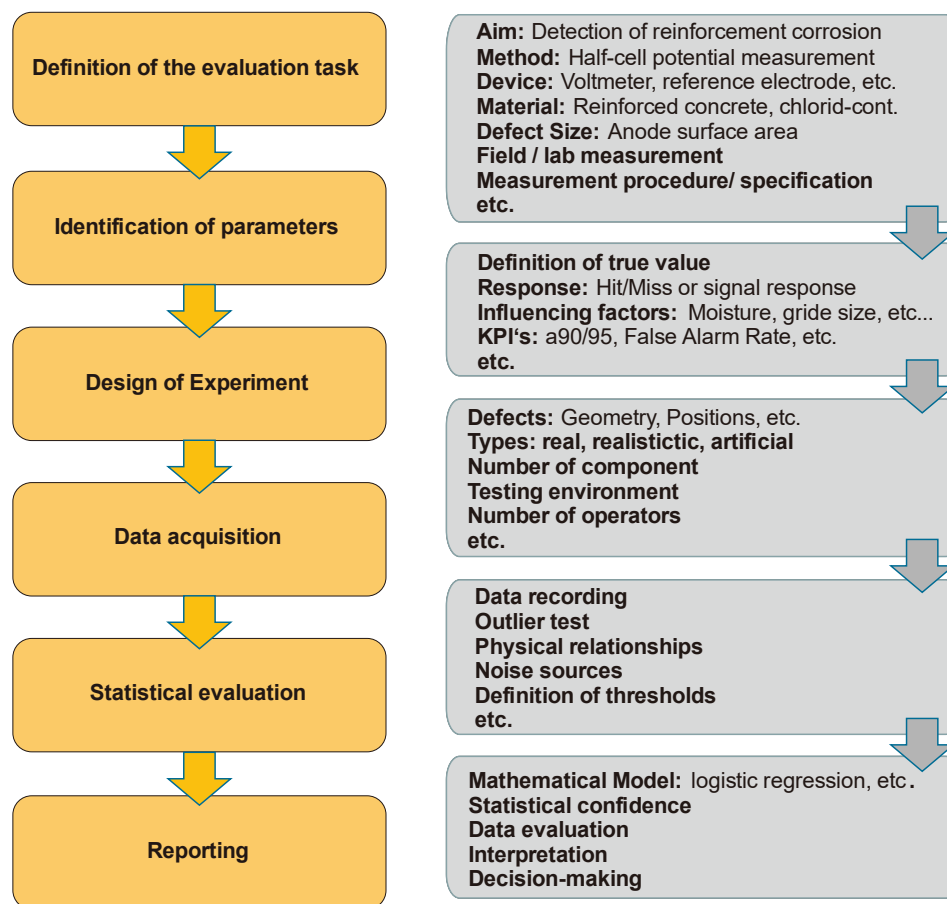 Definition of the evaluation task
Identification of parameters
Design of Experiment
Data acquisition
Statistical evaluation
Reporting
Aim: Detection of reinforcement corrosion
Method: Half-cell potential measurement
Device: Voltmeter, reference electrode, etc.
Material: Reinforced concrete, chlorid-cont.
Defect Size: Anode surface area
Field / lab measurement
Measurement procedure/ specification
etc.
Definition of true value
Response: Hit/Miss or signal response
Influencing factors: Moisture, gride size, etc...
KPI‘s: a90/95, False Alarm Rate, etc.
etc.
Defects: Geometry, Positions, etc.
Types: real, realistictic, artificial
Number of component
Testing environment
Number of operators
etc.
Data recording
Outlier test
Physical relationships
Noise sources
Definition of thresholds
etc.
Mathematical Model: logistic regression, etc.
Statistical confidence
Data evaluation
Interpretation
Decision-making